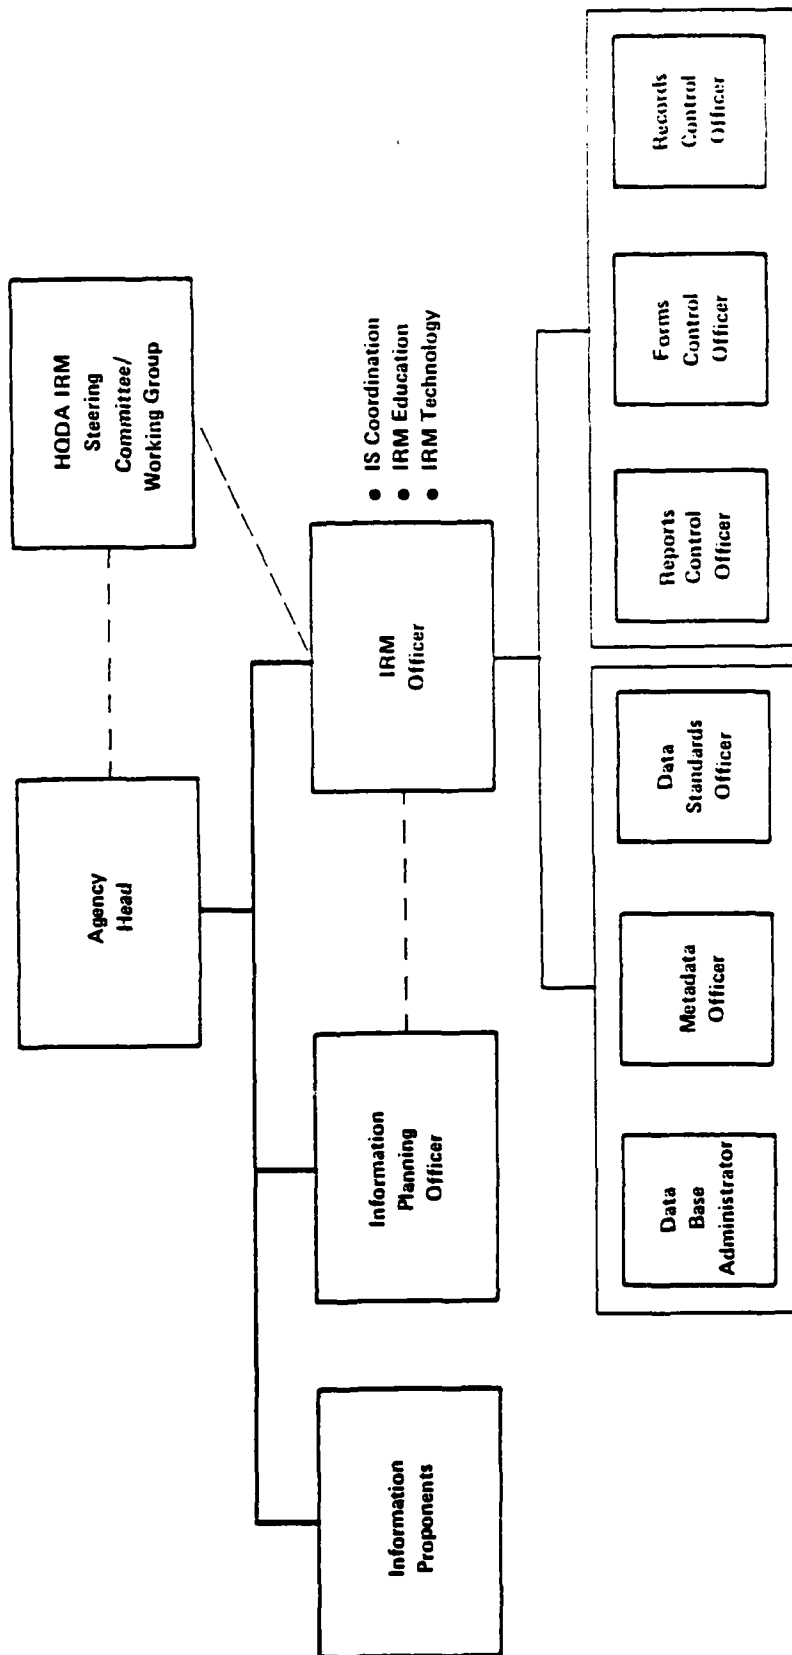 HQDA IRM
Steering
Committee/
Working Group
Agency
Head
Information
Proponents
Information
Planning
Officer
IRM
Officer
● IS Coordination
● IRM Education
● IRM Technology
Data
Base
Administrator
Metadata
Officer
Data
Standards
Officer
Reports
Control
Officer
Forms
Control
Officer
Records
Control
Officer